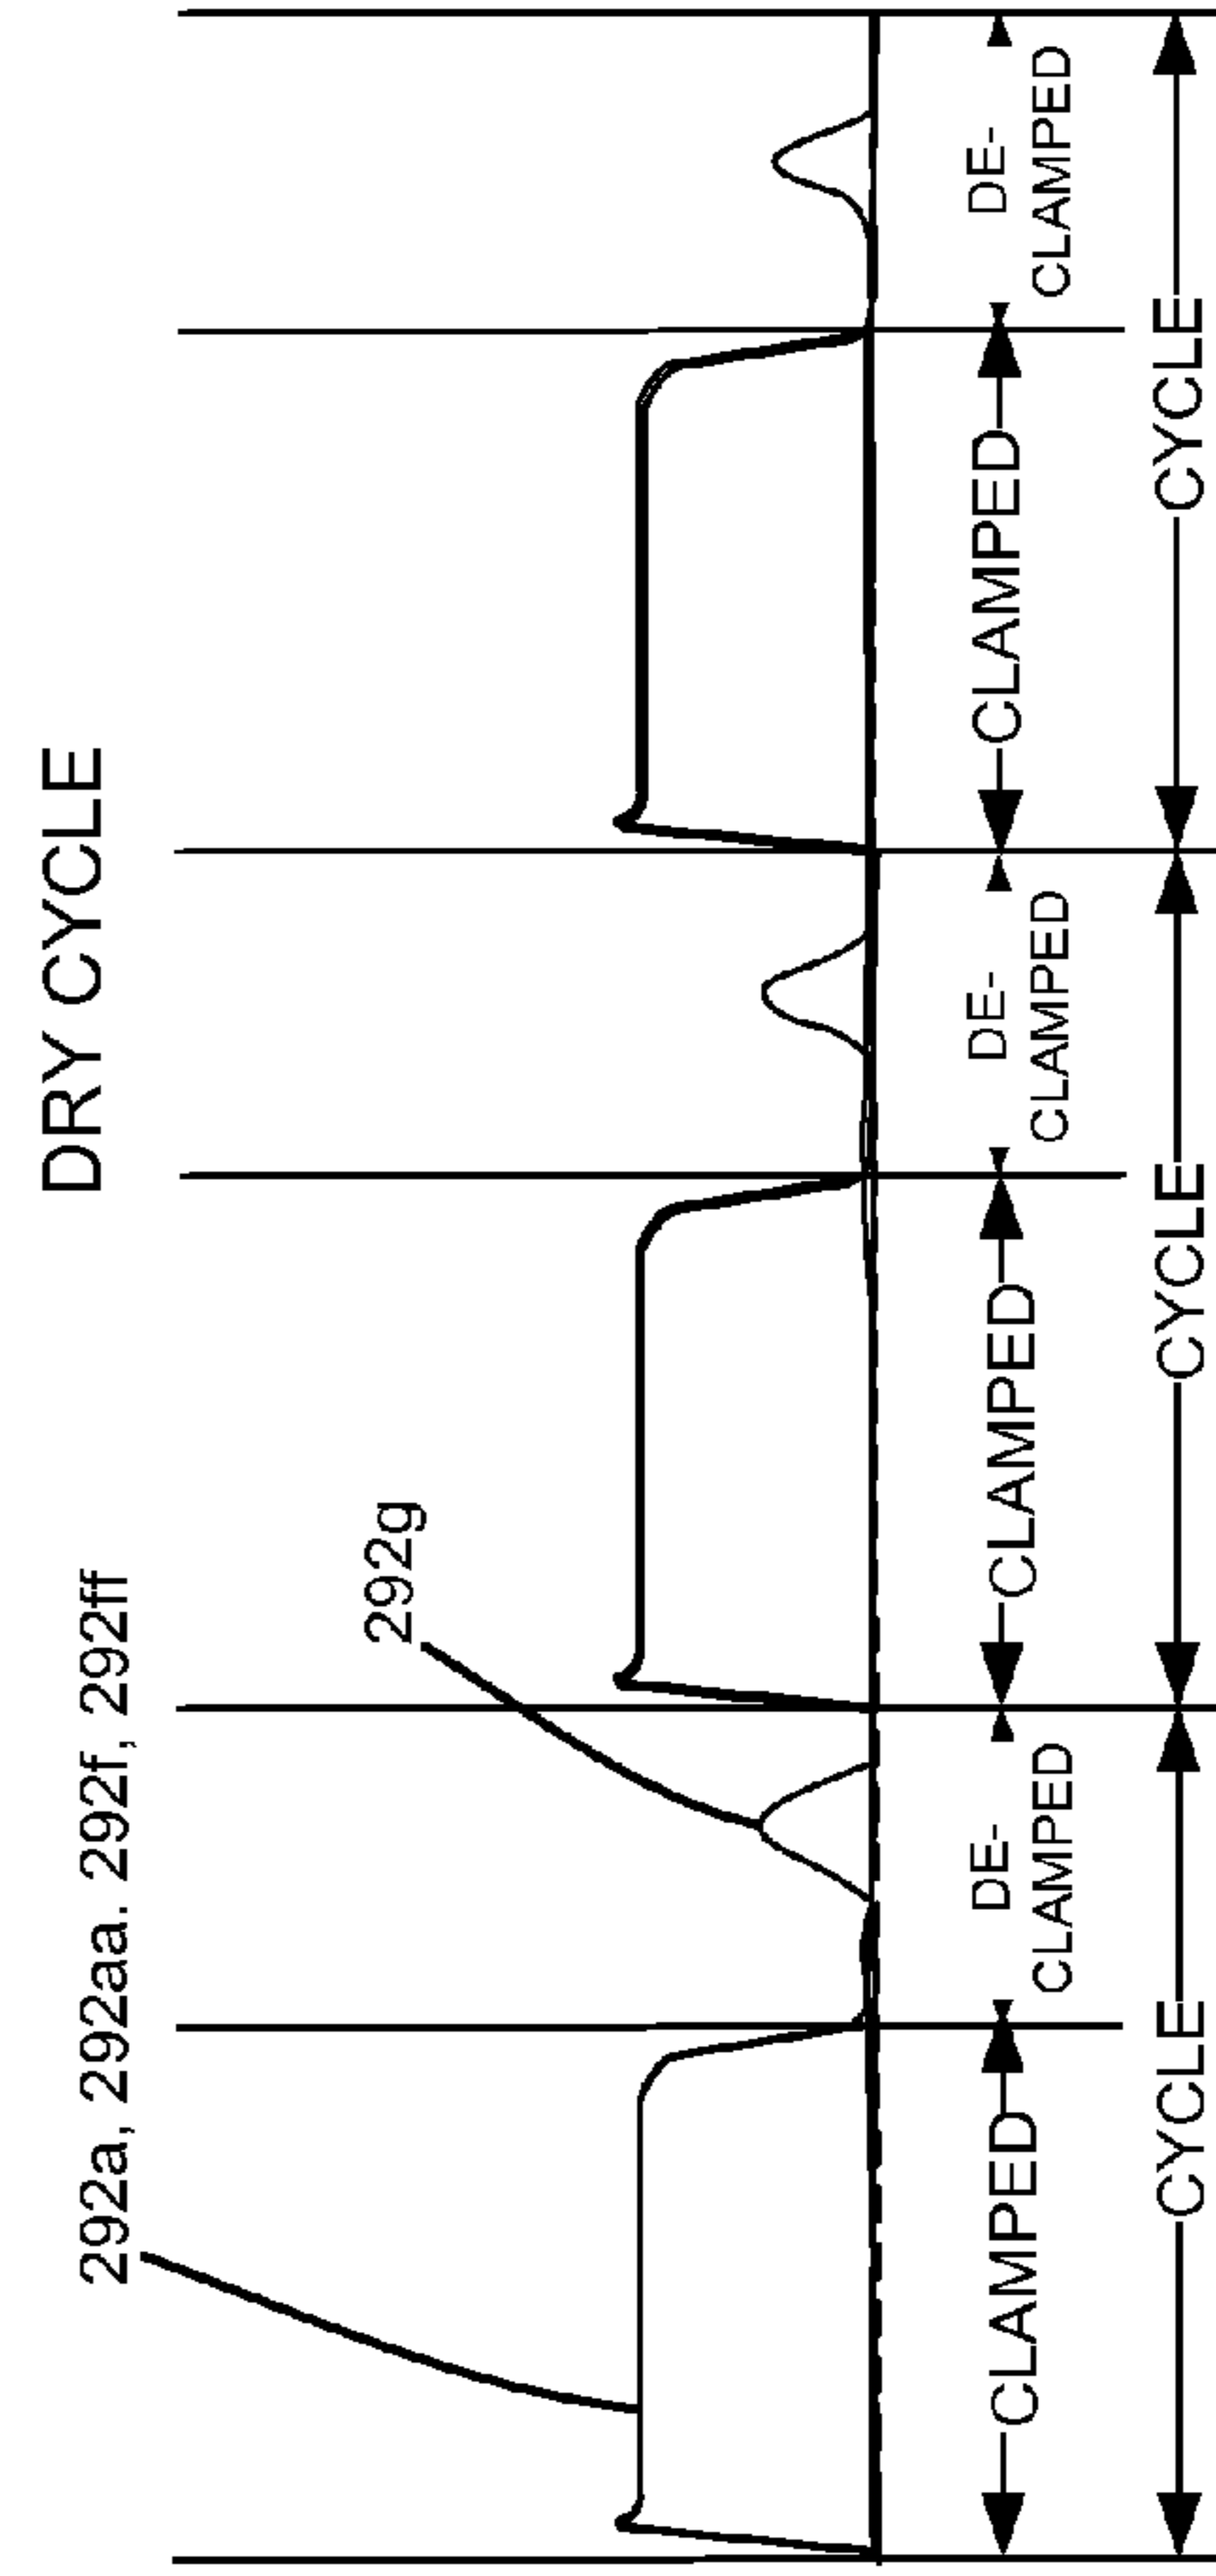 DRY CYCLE
292a, 292aa. 292f, 292ff
292g
CLAMPED
DE-
CLAMPED
CLAMPED
DE-
CLAMPED
CLAMPED
DE-
CLAMPED
CYCLE
CYCLE
CYCLE